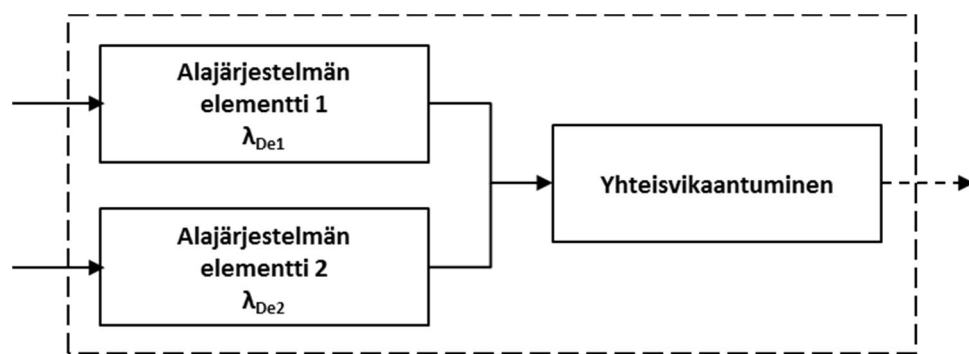 Alajärjestelmän
elementti 1
λDe1
Yhteisvikaantuminen
Alajärjestelmän
elementti 2
λDe2